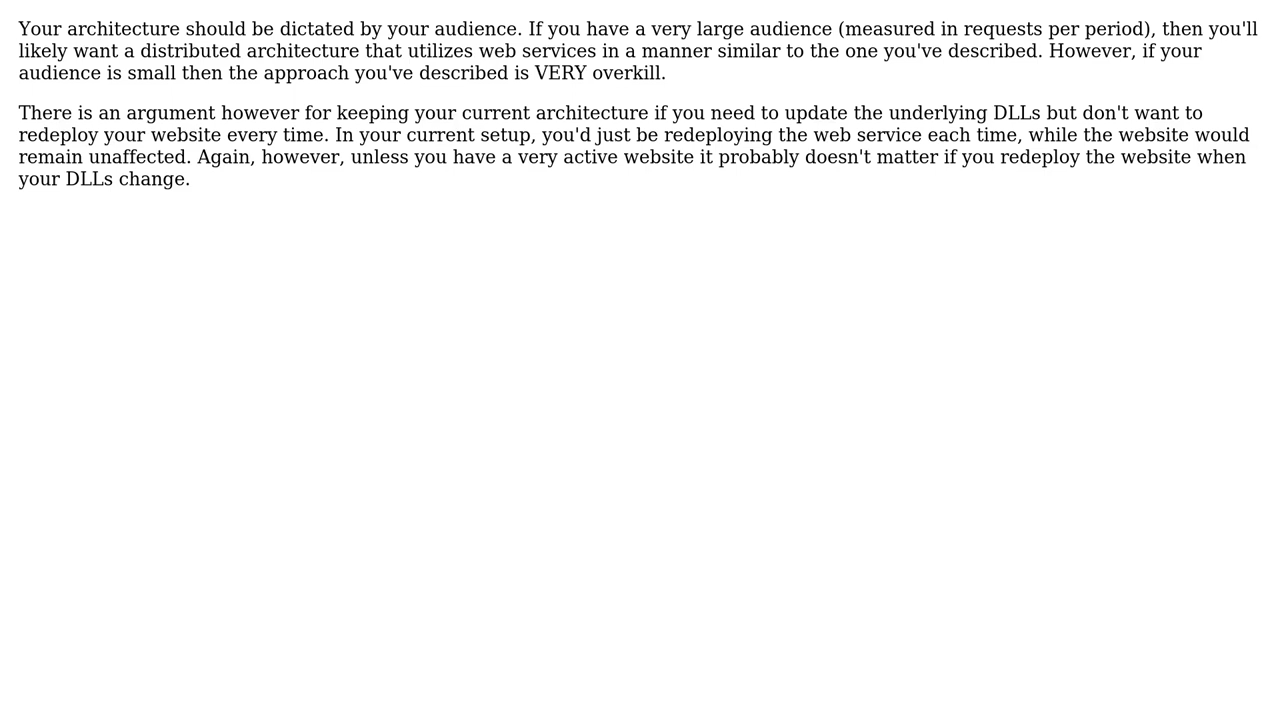 Your architecture should be dictated by your audience. If you have a very large audience (measured in requests per period), then you'll
likely want a distributed architecture that utilizes web services in a manner similar to the one you've described. However, if your
audience is small then the approach you've described is VERY overkill.
There is an argument however for keeping your current architecture if you need to update the underlying DLLs but don't want to
redeploy your website every time. In your current setup, you'd just be redeploying the web service each time, while the website would
remain unaffected. Again, however, unless you have a very active website it probably doesn't matter if you redeploy the website when
your DLLs change.